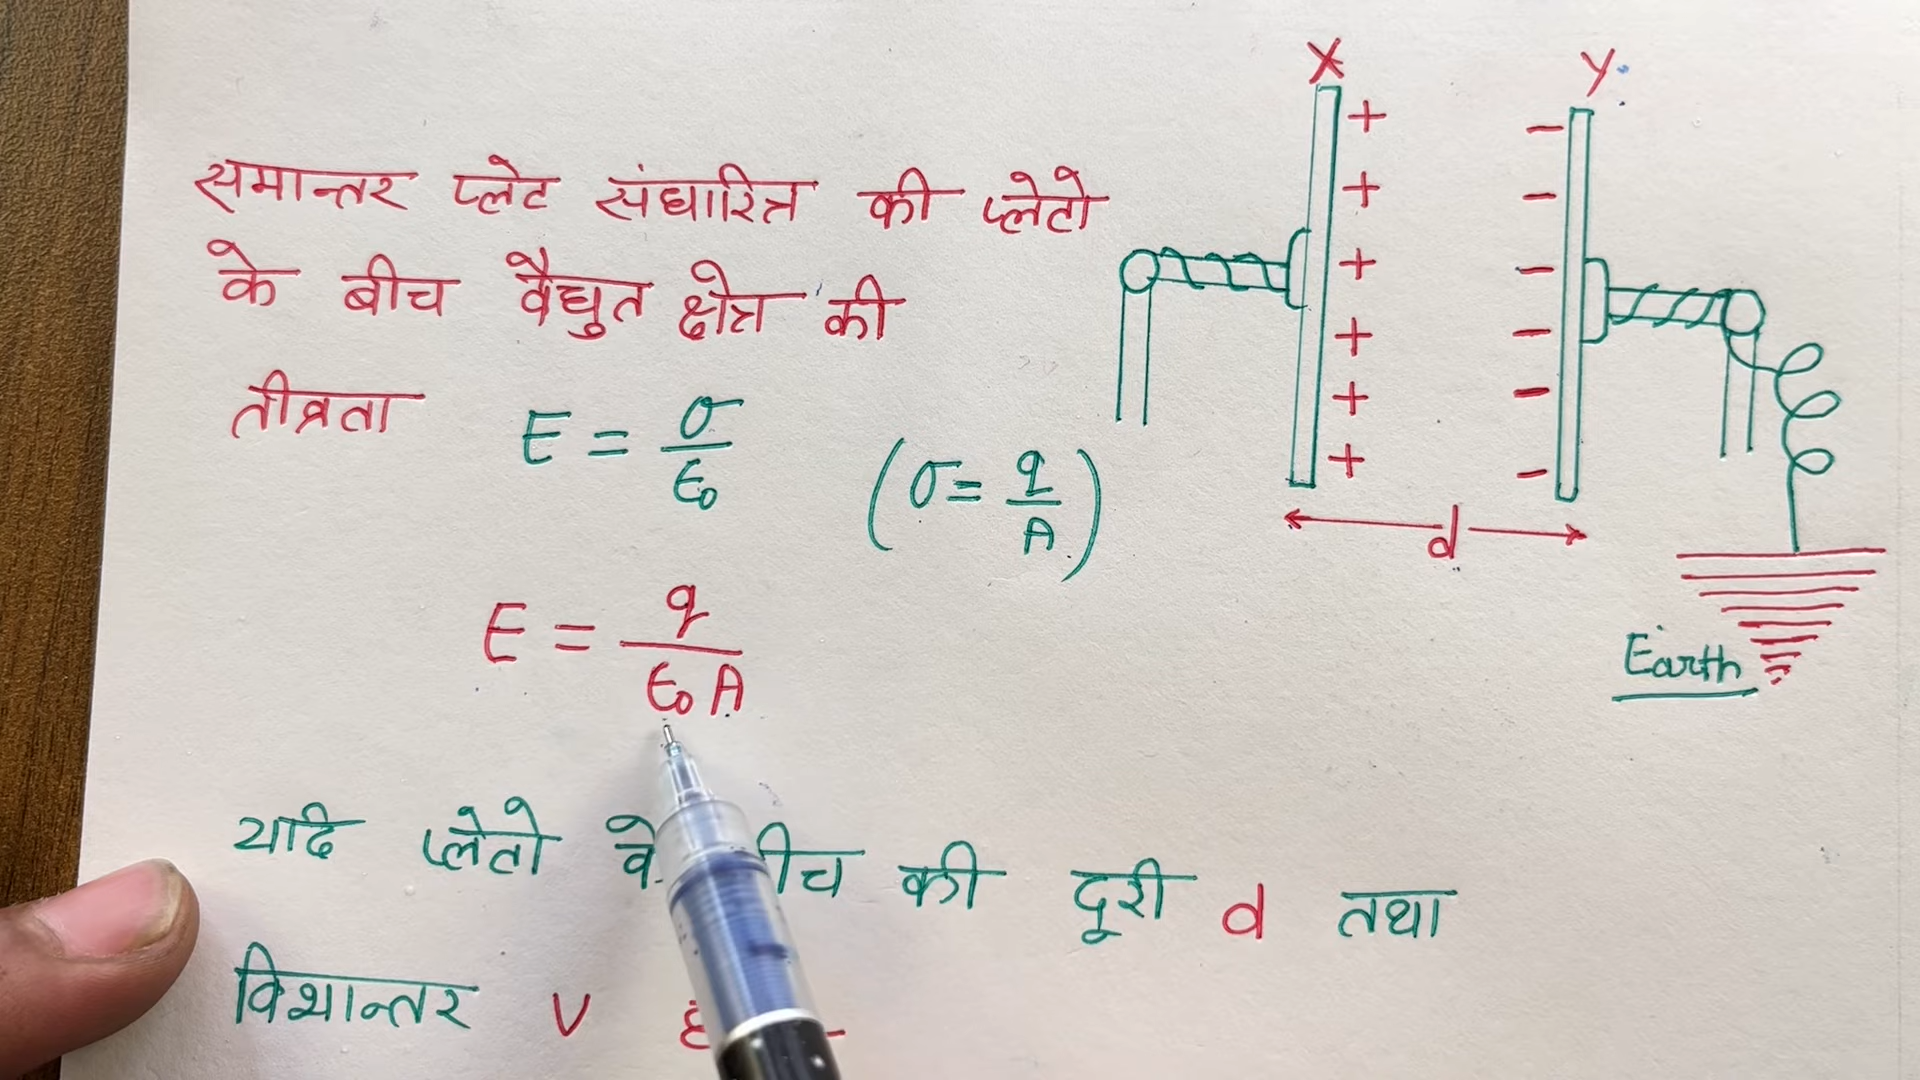 समान्तर प्लेट संधारित्र की प्लेटो
के बीच वैद्युत क्षेत्र की
तीव्रता E = σ/ε₀ (σ = q/A)
E = q/ε₀A
यदि प्लेटो के बीच की दूरी d तथा
विभान्तर V
X
Y
+
+
+
+
+
+
−
−
−
−
−
−
d
Earth